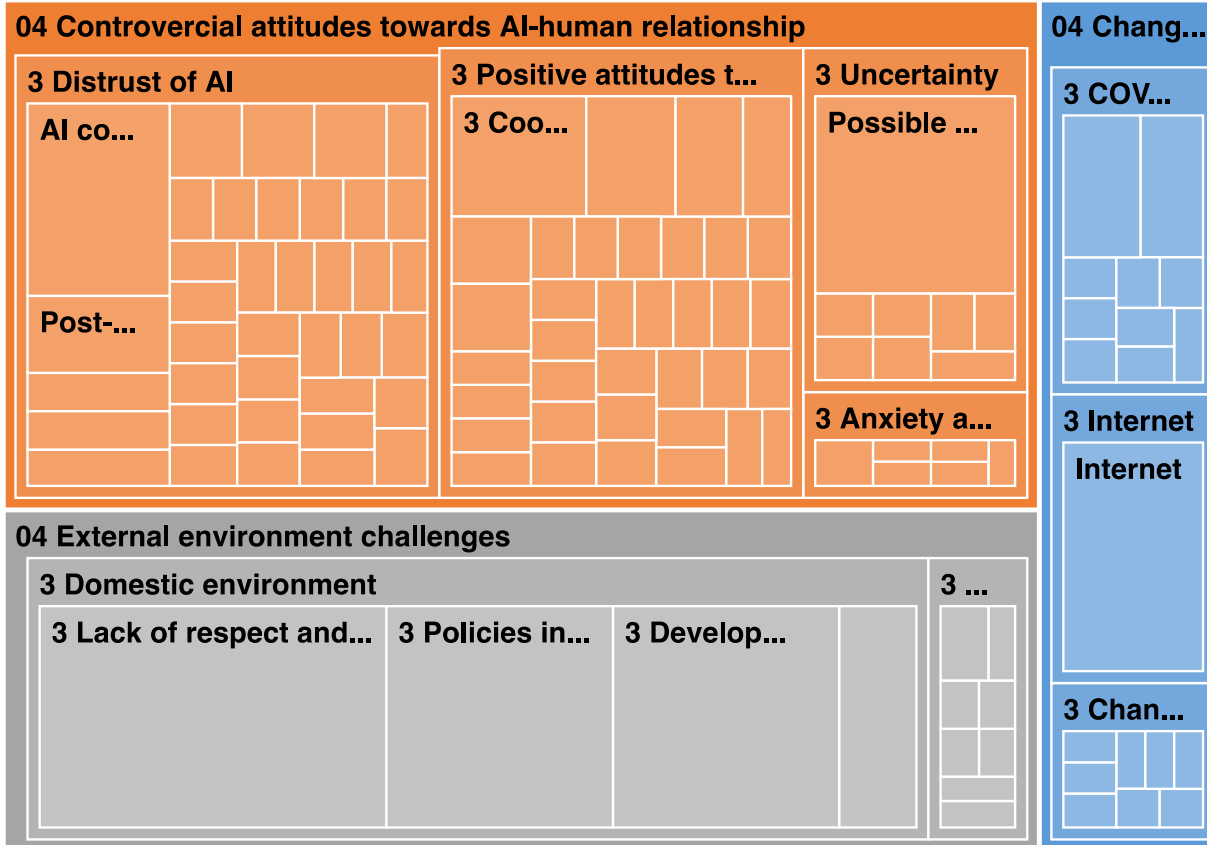 04 Controvercial attitudes towards AI-human relationship
3 Distrust of AI
AI co...
Post-...
3 Positive attitudes t...
3 Coo...
3 Uncertainty
Possible ...
3 Anxiety a...
04 External environment challenges
3 Domestic environment
3 Lack of respect and...
3 Policies in...
3 Develop...
3 ...
04 Chang...
3 COV...
3 Internet
Internet
3 Chan...